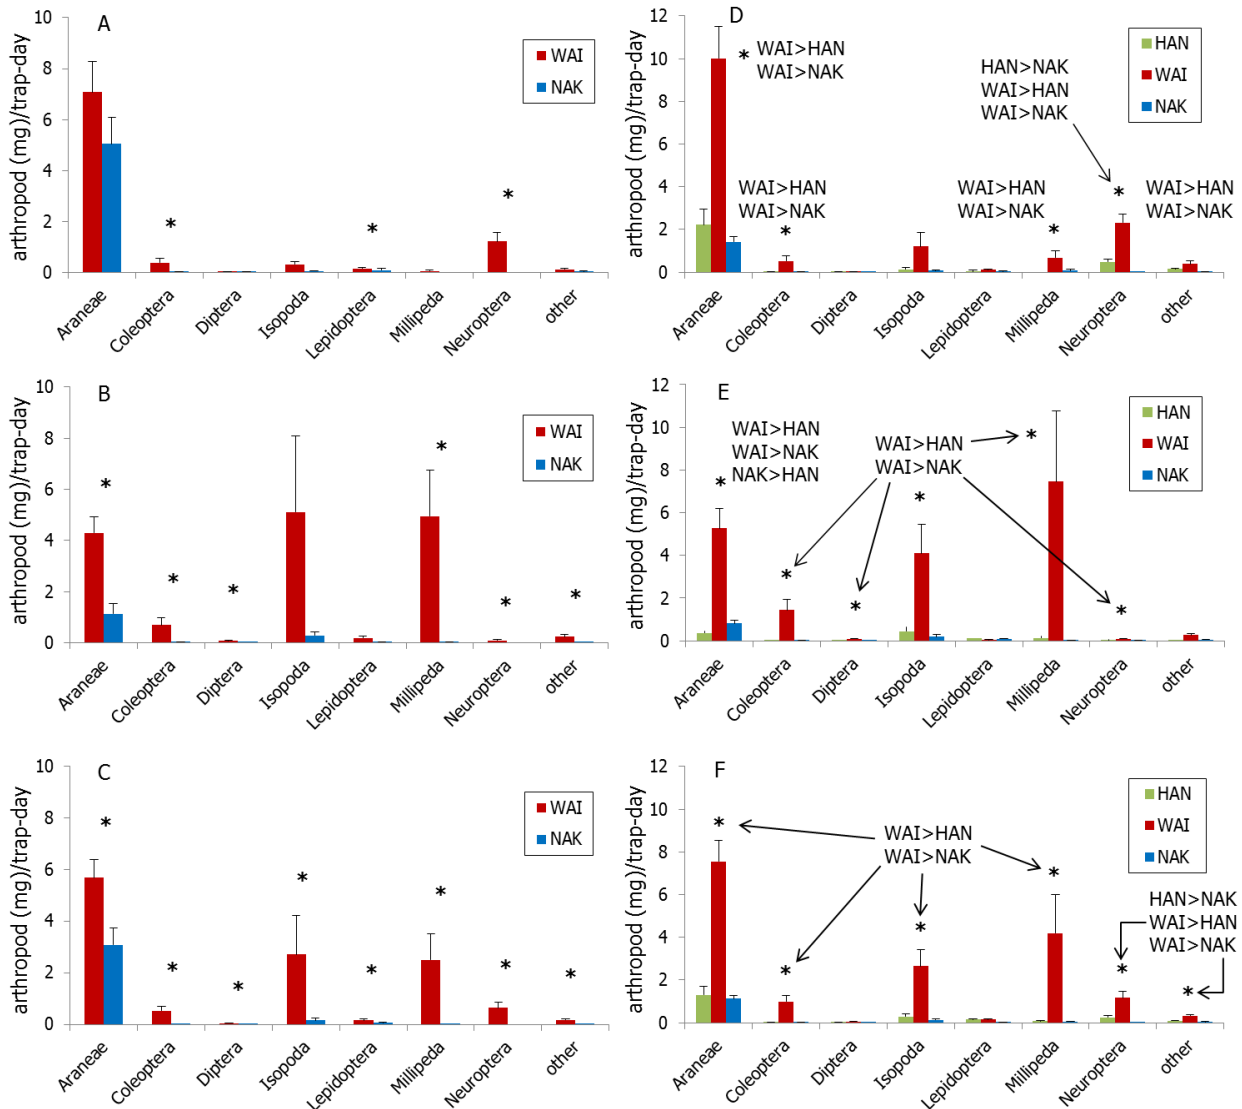 A
arthropod (mg)/trap-day
10
8
6
4
2
0
WAI
NAK
*
*
*
Araneae
Coleoptera
Diptera
Isopoda
Lepidoptera
Millipeda
Neuroptera
other
D
arthropod (mg)/trap-day
12
10
8
6
4
2
0
HAN
WAI
NAK
* WAI>HAN
WAI>NAK
HAN>NAK
WAI>HAN
WAI>NAK
WAI>HAN
WAI>NAK
*
WAI>HAN
WAI>NAK
*
*
WAI>HAN
WAI>NAK
Araneae
Coleoptera
Diptera
Isopoda
Lepidoptera
Millipeda
Neuroptera
other
B
arthropod (mg)/trap-day
10
8
6
4
2
0
WAI
NAK
*
*
*
*
*
*
Araneae
Coleoptera
Diptera
Isopoda
Lepidoptera
Millipeda
Neuroptera
other
E
arthropod (mg)/trap-day
12
10
8
6
4
2
0
HAN
WAI
NAK
WAI>HAN
WAI>NAK
NAK>HAN
WAI>HAN
WAI>NAK
*
*
*
*
*
*
Araneae
Coleoptera
Diptera
Isopoda
Lepidoptera
Millipeda
Neuroptera
other
C
arthropod (mg)/trap-day
10
8
6
4
2
0
WAI
NAK
*
*
*
*
*
*
*
*
Araneae
Coleoptera
Diptera
Isopoda
Lepidoptera
Millipeda
Neuroptera
other
F
arthropod (mg)/trap-day
12
10
8
6
4
2
0
HAN
WAI
NAK
WAI>HAN
WAI>NAK
HAN>NAK
WAI>HAN
WAI>NAK
*
*
*
*
*
*
Araneae
Coleoptera
Diptera
Isopoda
Lepidoptera
Millipeda
Neuroptera
other